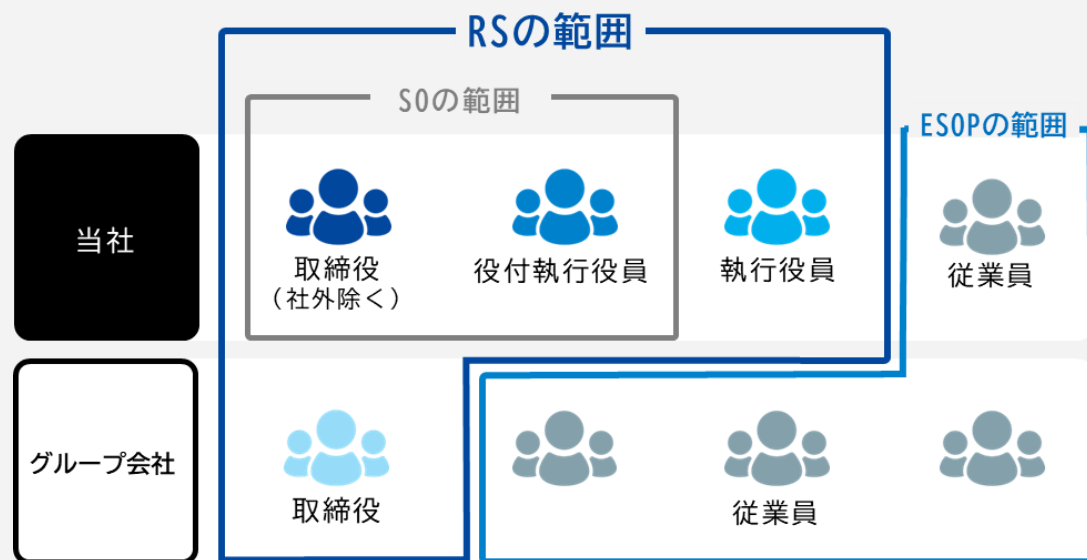 RSの範囲
SOの範囲
ESOPの範囲
当社
取締役
（社外除く）
役付執行役員
執行役員
従業員
グループ会社
取締役
従業員